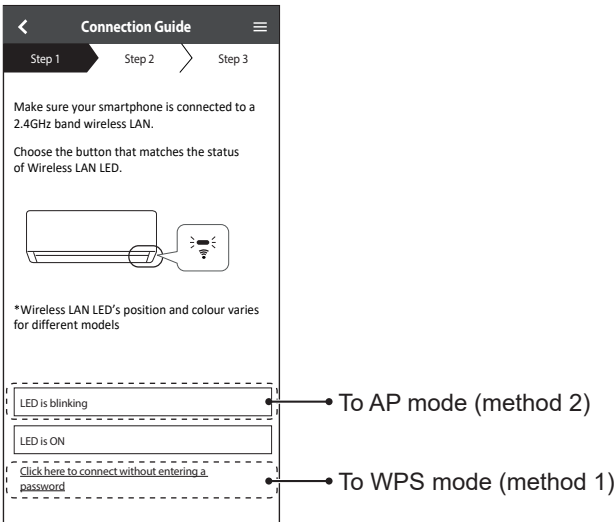 Connection Guide
Step 1
Step 2
Step 3
Make sure your smartphone is connected to a
2.4GHz band wireless LAN.
Choose the button that matches the status
of Wireless LAN LED.
*Wireless LAN LED's position and colour varies
for different models
LED is blinking
To AP mode (method 2)
LED is ON
Click here to connect without entering a
password
To WPS mode (method 1)